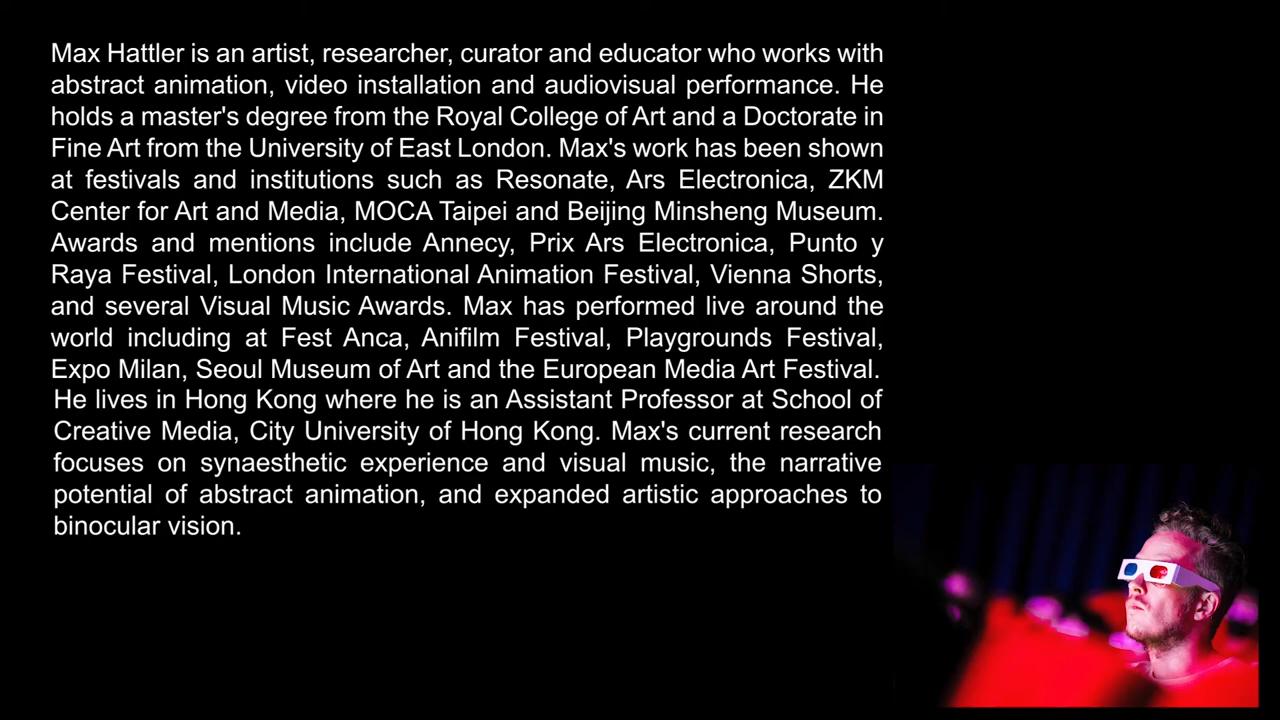 Max Hattler is an artist, researcher, curator and educator who works with
abstract animation, video installation and audiovisual performance. He
holds a master's degree from the Royal College of Art and a Doctorate in
Fine Art from the University of East London. Max's work has been shown
at festivals and institutions such as Resonate, Ars Electronica, ZKM
Center for Art and Media, MOCA Taipei and Beijing Minsheng Museum.
Awards and mentions include Annecy, Prix Ars Electronica, Punto y
Raya Festival, London International Animation Festival, Vienna Shorts,
and several Visual Music Awards. Max has performed live around the
world including at Fest Anca, Anifilm Festival, Playgrounds Festival,
Expo Milan, Seoul Museum of Art and the European Media Art Festival.
He lives in Hong Kong where he is an Assistant Professor at School of
Creative Media, City University of Hong Kong. Max's current research
focuses on synaesthetic experience and visual music, the narrative
potential of abstract animation, and expanded artistic approaches to
binocular vision.